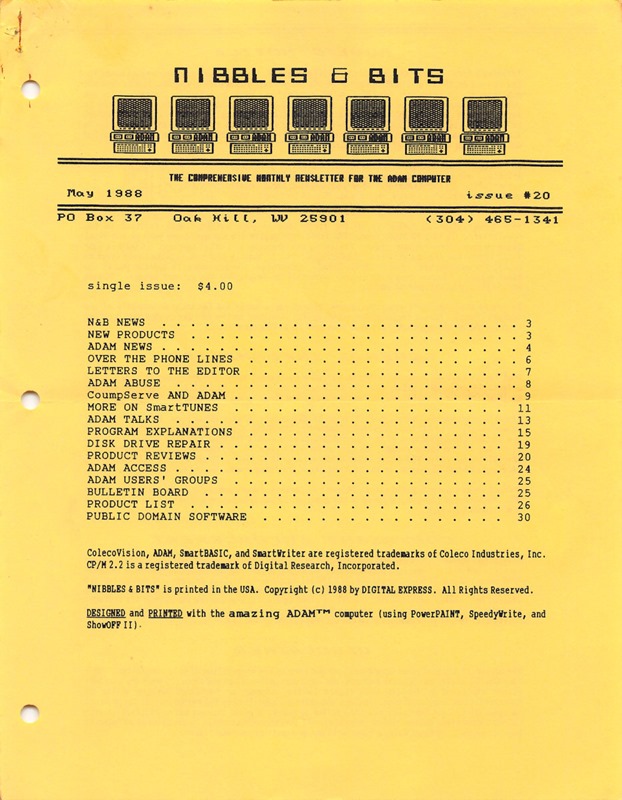 NIBBLES & BITS
ADAM ADAM ADAM ADAM ADAM ADAM ADAM
THE COMPREHENSIVE MONTHLY NEWSLETTER FOR THE ADAM COMPUTER
May 1988 issue #20
PO Box 37 Oak Hill, WV 25901 (304) 465-1341
single issue: $4.00
N&B NEWS . . . . . . . . . . . . . . . . . . . . . . . . . 3
NEW PRODUCTS . . . . . . . . . . . . . . . . . . . . . . . 3
ADAM NEWS . . . . . . . . . . . . . . . . . . . . . . . . . 4
OVER THE PHONE LINES . . . . . . . . . . . . . . . . . . . 6
LETTERS TO THE EDITOR . . . . . . . . . . . . . . . . . . . 7
ADAM ABUSE . . . . . . . . . . . . . . . . . . . . . . . . 8
CoumpServe AND ADAM . . . . . . . . . . . . . . . . . . . . 9
MORE ON SmartTUNES . . . . . . . . . . . . . . . . . . . . 11
ADAM TALKS . . . . . . . . . . . . . . . . . . . . . . . . 13
PROGRAM EXPLANATIONS . . . . . . . . . . . . . . . . . . . 15
DISK DRIVE REPAIR . . . . . . . . . . . . . . . . . . . . . 19
PRODUCT REVIEWS . . . . . . . . . . . . . . . . . . . . . . 20
ADAM ACCESS . . . . . . . . . . . . . . . . . . . . . . . . 24
ADAM USERS' GROUPS . . . . . . . . . . . . . . . . . . . . 25
BULLETIN BOARD . . . . . . . . . . . . . . . . . . . . . . 25
PRODUCT LIST . . . . . . . . . . . . . . . . . . . . . . . 26
PUBLIC DOMAIN SOFTWARE . . . . . . . . . . . . . . . . . . 30
ColecoVision, ADAM, SmartBASIC, and SmartWriter are registered trademarks of Coleco Industries, Inc.
CP/M 2.2 is a registered trademark of Digital Research, Incorporated.
"NIBBLES & BITS" is printed in the USA. Copyright (c) 1988 by DIGITAL EXPRESS. All Rights Reserved.
DESIGNED and PRINTED with the amazing ADAM™ computer (using PowerPAINT, SpeedyWrite, and
ShowOFF II).